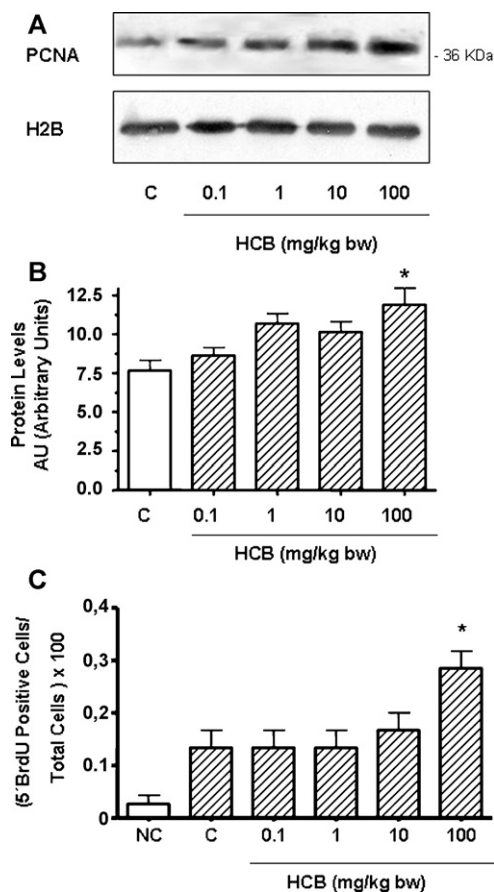 A
PCNA
- 36 KDa
H2B
C 0.1 1 10 100
HCB (mg/kg bw)
B
Protein Levels
AU (Arbitrary Units)
12.5
10.0
7.5
12.0
2.5
0.0
*
C 0.1 1 10 100
HCB (mg/kg bw)
C
(5´BrdU Positive Cells/
Total Cells ) x 100
0,4
0,3
0,2
0.1
0
*
NC C 0.1 1 10 100
HCB (mg/kg bw)